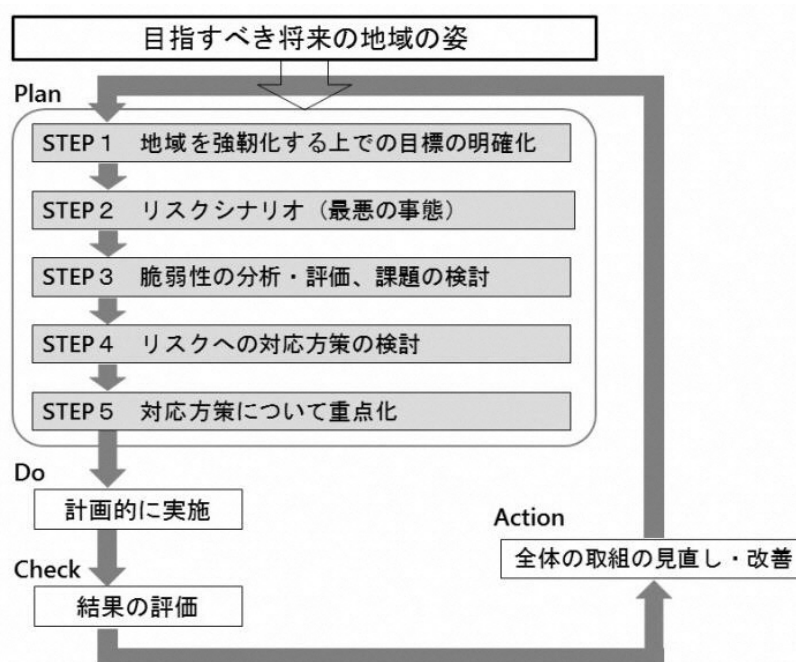 目指すべき将来の地域の姿
Plan
STEP 1 地域を強靭化する上での目標の明確化
STEP 2 リスクシナリオ（最悪の事態）
STEP 3 脆弱性の分析・評価、課題の検討
STEP 4 リスクへの対応方策の検討
STEP 5 対応方策について重点化
Do
計画的に実施
Check
結果の評価
Action
全体の取組の見直し・改善